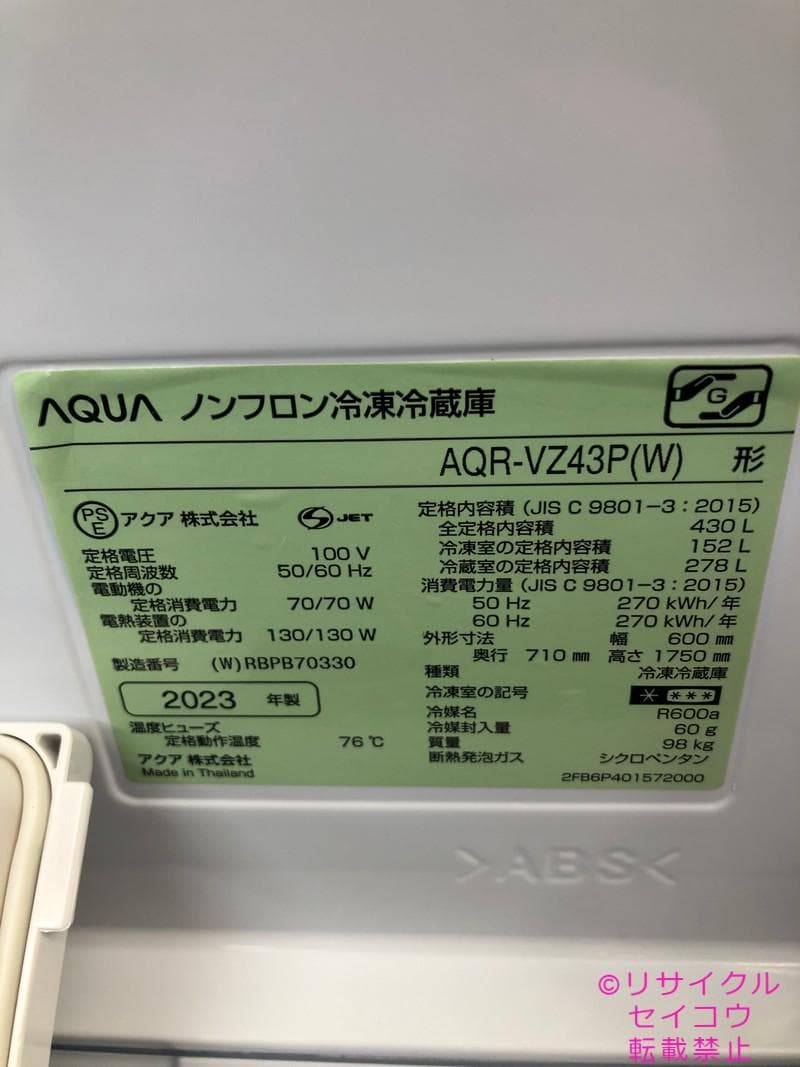 AQUA ノンフロン冷凍冷蔵庫
G
AQR-VZ43P(W) 形
PSE アクア 株式会社 S JET
定格電圧 100 V
定格周波数 50/60 Hz
電動機の
定格消費電力 70/70 W
電熱装置の
定格消費電力 130/130 W
製造番号 (W)RBPB70330
2023 年製
温度ヒューズ
定格動作温度 76 ℃
アクア 株式会社
Made in Thailand
定格内容積 (JIS C 9801-3:2015)
全定格内容積 430 L
冷凍室の定格内容積 152 L
冷蔵室の定格内容積 278 L
消費電力量 (JIS C 9801-3:2015)
50 Hz 270 kWh/年
60 Hz 270 kWh/年
外形寸法 幅 600 ㎜
奥行 710 ㎜ 高さ 1750 ㎜
種類 冷凍冷蔵庫
冷凍室の記号 * ***
冷媒名 R600a
冷媒封入量 60 g
質量 98 kg
断熱発泡ガス シクロペンタン
2FB6P401572000
>ABS<
©リサイクル
セイコウ
転載禁止